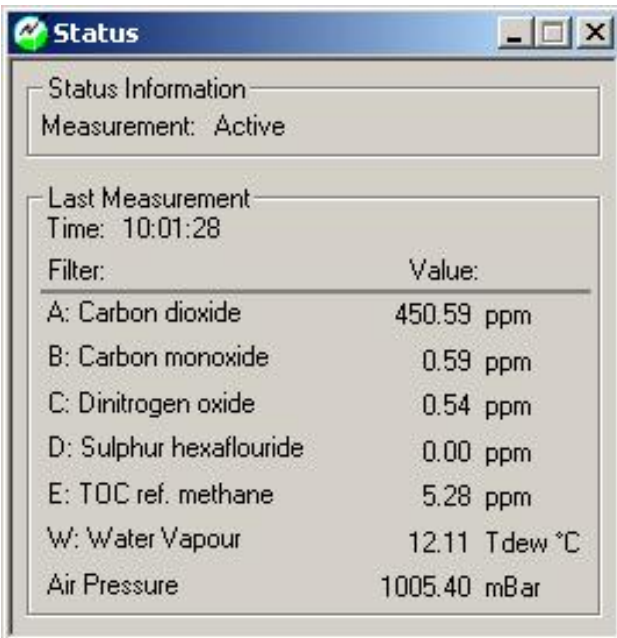 Status
Status Information
Measurement: Active
Last Measurement
Time: 10:01:28
Filter: Value:
A: Carbon dioxide 450.59 ppm
B: Carbon monoxide 0.59 ppm
C: Dinitrogen oxide 0.54 ppm
D: Sulphur hexaflouride 0.00 ppm
E: TOC ref. methane 5.28 ppm
W: Water Vapour 12.11 Tdew °C
Air Pressure 1005.40 mBar